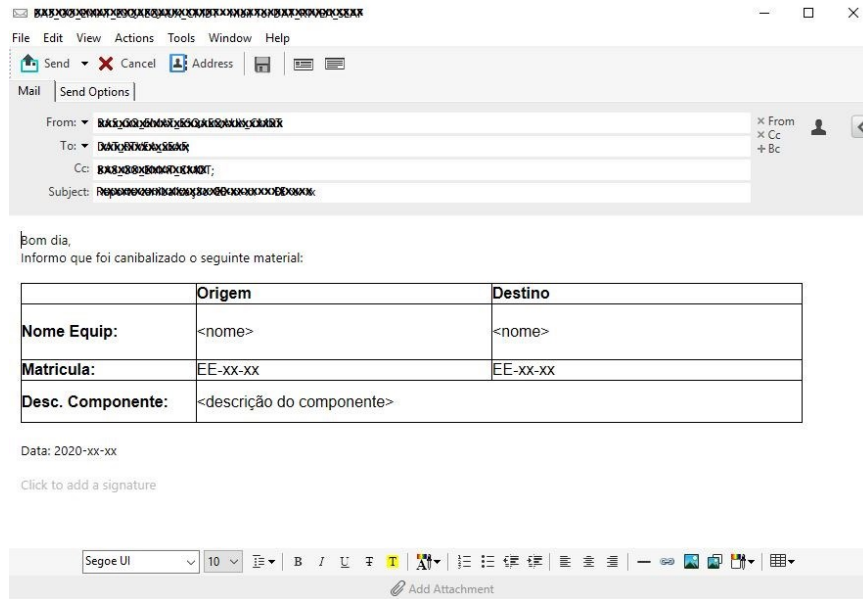 File Edit View Actions Tools Window Help
Send Cancel Address
Mail Send Options
From:
To:
Cc:
Subject:
From
Cc
Bc
Bom dia,
Informo que foi canibalizado o seguinte material:
Origem Destino
Nome Equip: <nome> <nome>
Matricula: EE-xx-xx EE-xx-xx
Desc. Componente: <descrição do componente>
Data: 2020-xx-xx
Click to add a signature
Segoe UI 10 B I U T T A
Add Attachment